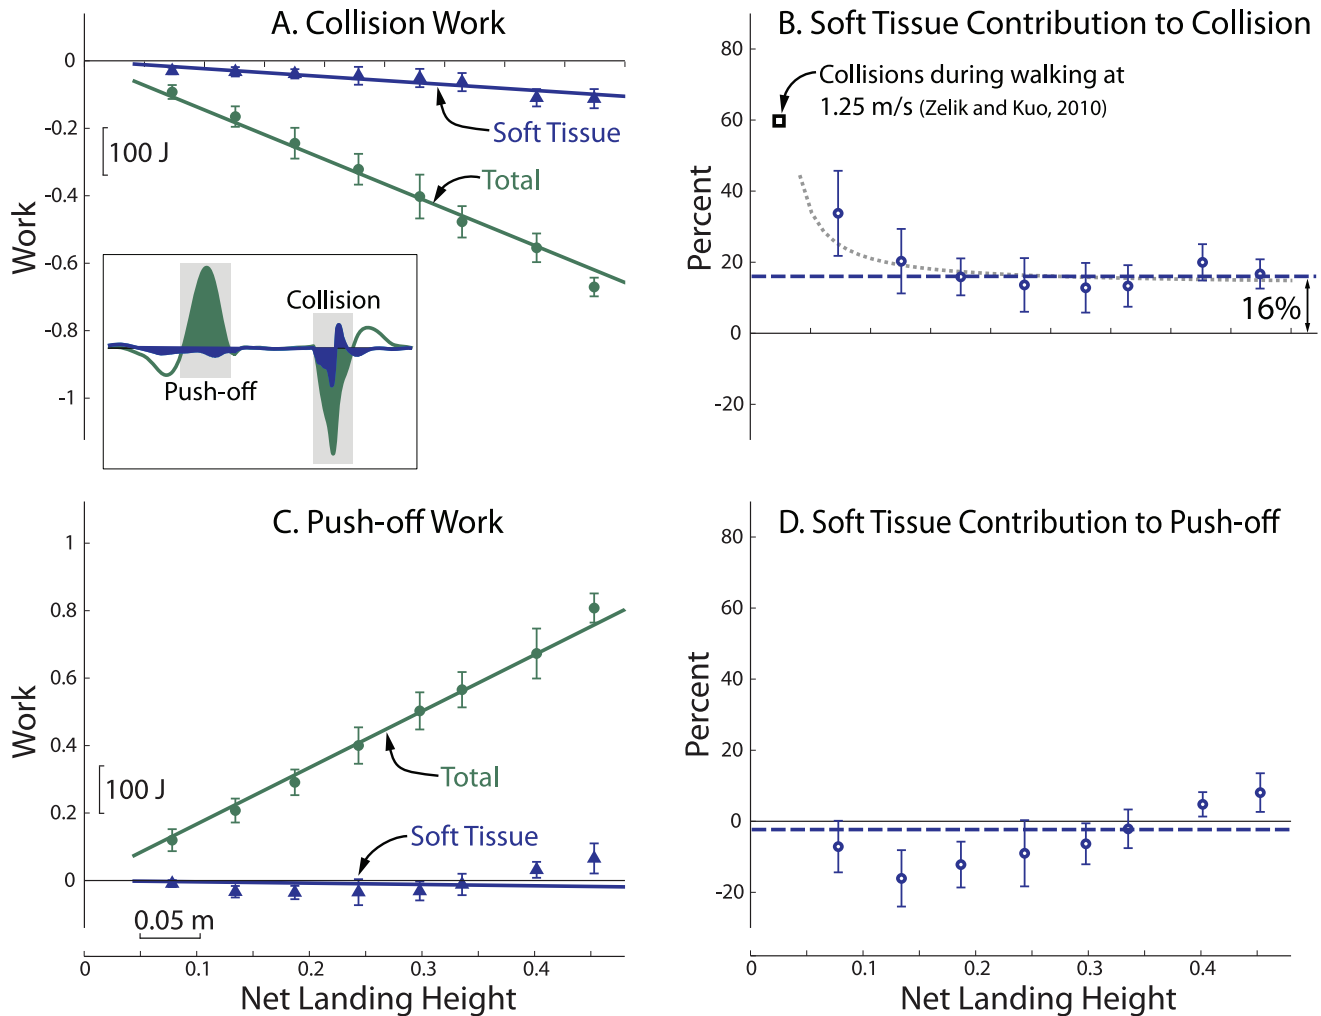 A. Collision Work
0
-0.2
-0.4
-0.6
-0.8
-1
Work
100 J
Soft Tissue
Total
Push-off
Collision
B. Soft Tissue Contribution to Collision
80
60
40
20
0
-20
Percent
Collisions during walking at
1.25 m/s (Zelik and Kuo, 2010)
16%
C. Push-off Work
1
0.8
0.6
0.4
0.2
0
Work
100 J
Total
Soft Tissue
0.05 m
0 0.1 0.2 0.3 0.4
Net Landing Height
D. Soft Tissue Contribution to Push-off
80
60
40
20
0
-20
Percent
0 0.1 0.2 0.3 0.4
Net Landing Height